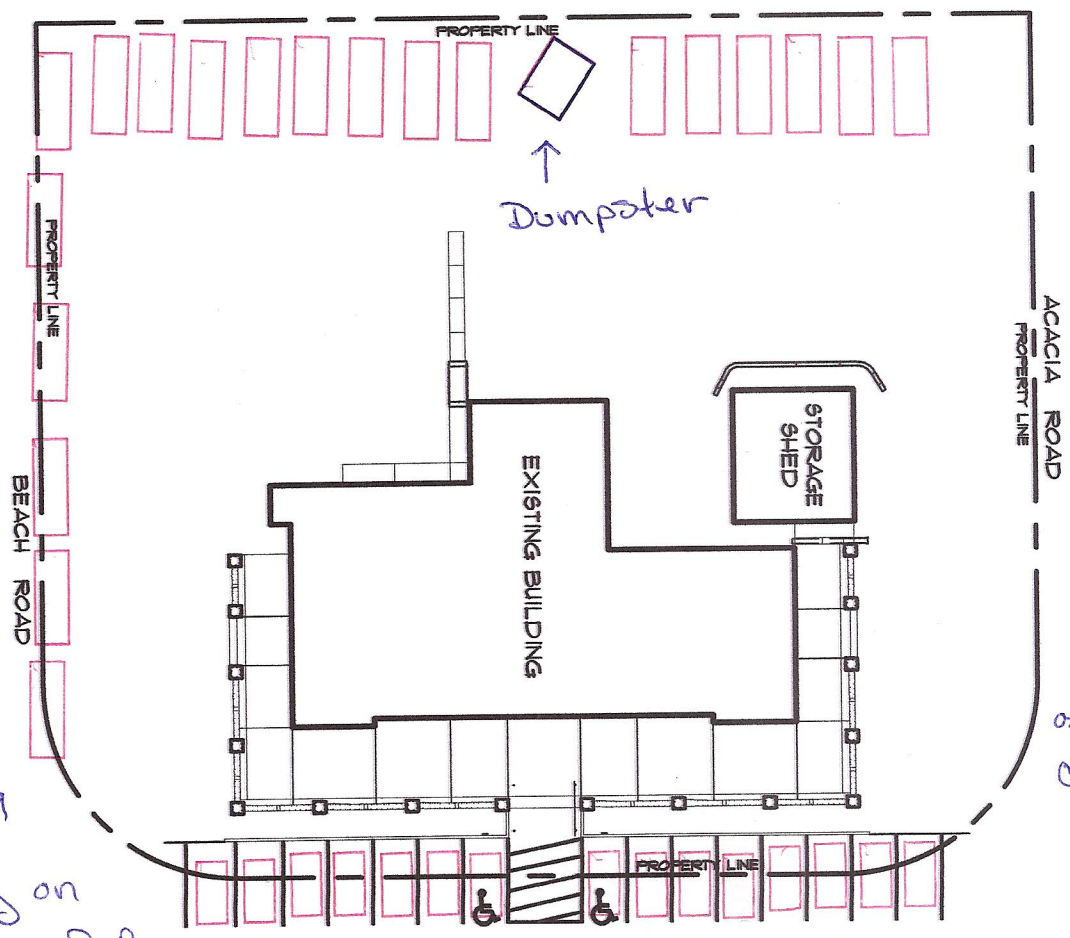 PROPERTY LINE
Dumpster
PROPERTY LINE
ACACIA ROAD
PROPERTY LINE
STORAGE
SHED
EXISTING BUILDING
BEACH ROAD
on
PROPERTY LINE